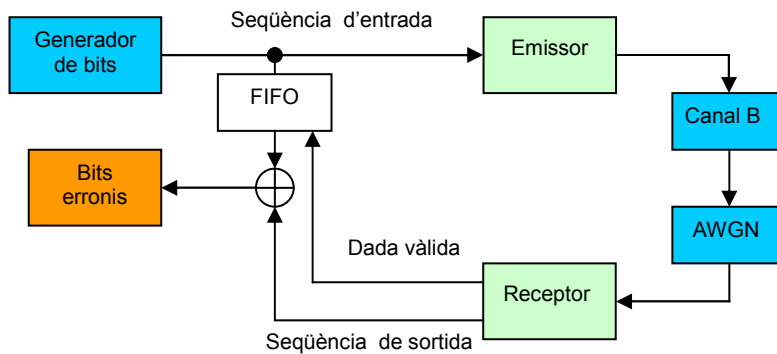 Seqüència d'entrada
Generador
de bits
Emissor
FIFO
Canal B
Bits
erronis
AWGN
Dada vàlida
Receptor
Seqüència de sortida